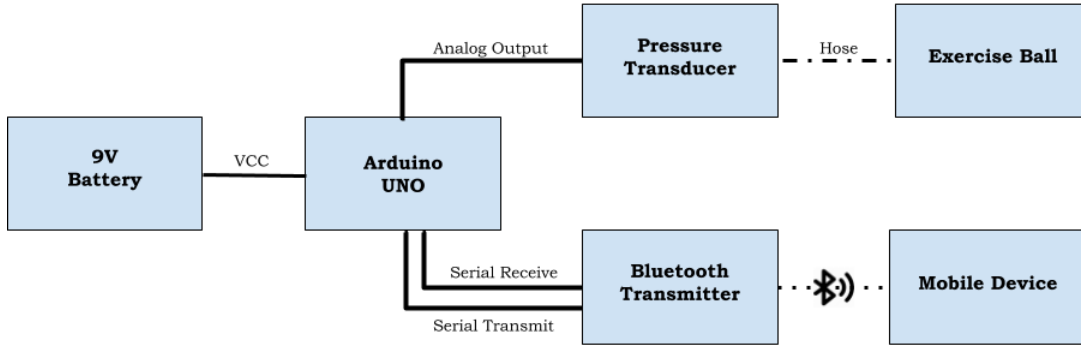 Analog Output
Pressure
Transducer
Hose
Exercise Ball
9V
Battery
VCC
Arduino
UNO
Serial Receive
Serial Transmit
Bluetooth
Transmitter
Mobile Device